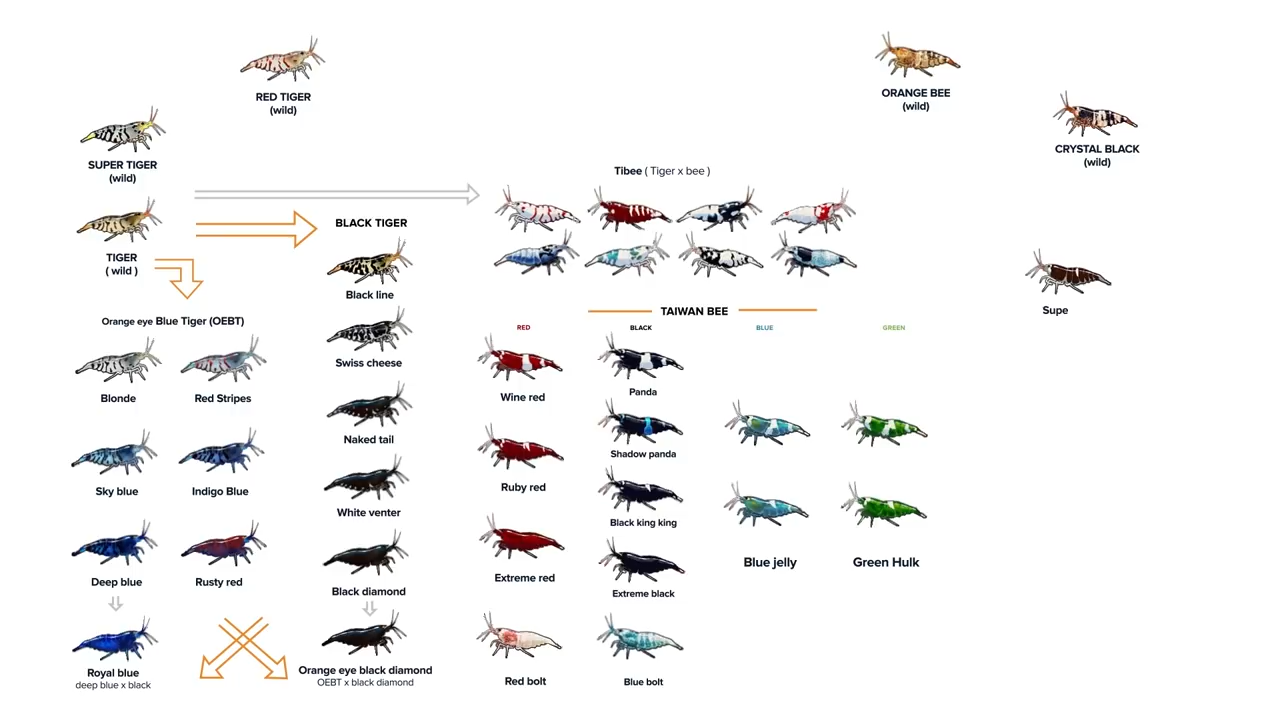 RED TIGER
(wild)
ORANGE BEE
(wild)
CRYSTAL BLACK
(wild)
SUPER TIGER
(wild)
Tibee ( Tiger x bee )
BLACK TIGER
TIGER
( wild )
Black line
Supe
TAIWAN BEE
Orange eye Blue Tiger (OEBT)
RED
BLACK
BLUE
GREEN
Swiss cheese
Blonde
Red Stripes
Wine red
Panda
Naked tail
Shadow panda
Sky blue
Indigo Blue
Ruby red
White venter
Black king king
Blue jelly
Green Hulk
Deep blue
Rusty red
Extreme red
Black diamond
Extreme black
Royal blue
deep blue x black
Orange eye black diamond
OEBT x black diamond
Red bolt
Blue bolt